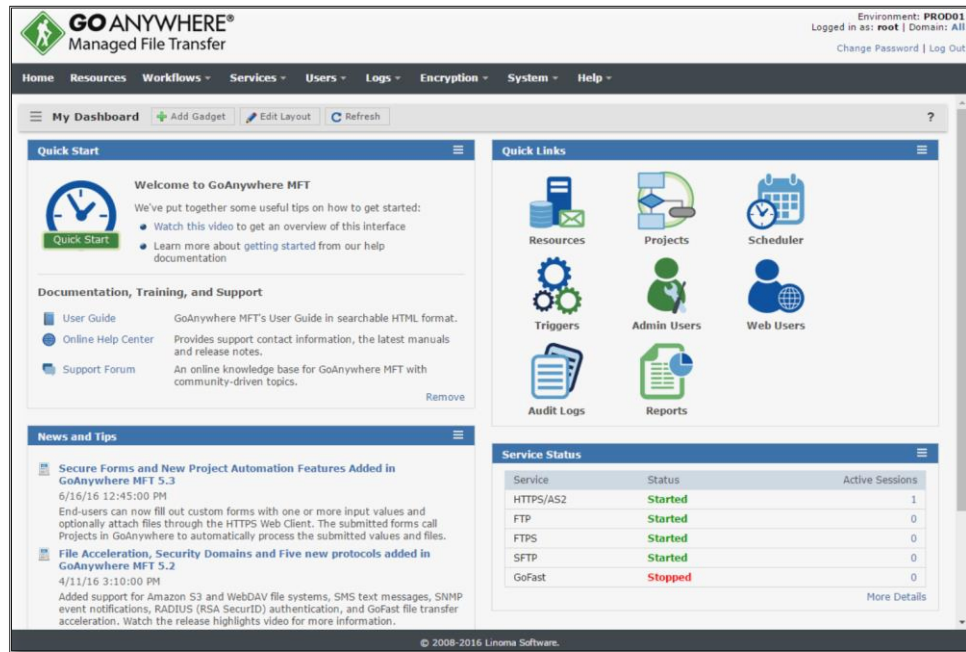 GO ANYWHERE®
Managed File Transfer
Environment: PROD01
Logged in as: root | Domain: All
Change Password | Log Out
Home Resources Workflows Services Users Logs Encryption System Help
My Dashboard Add Gadget Edit Layout Refresh ?
Quick Start
Quick Start
Welcome to GoAnywhere MFT
We've put together some useful tips on how to get started:
Watch this video to get an overview of this interface
Learn more about getting started from our help
documentation
Documentation, Training, and Support
User Guide GoAnywhere MFT's User Guide in searchable HTML format.
Online Help Center Provides support contact information, the latest manuals
and release notes.
Support Forum An online knowledge base for GoAnywhere MFT with
community-driven topics.
Remove
News and Tips
Secure Forms and New Project Automation Features Added in
GoAnywhere MFT 5.3
6/16/16 12:45:00 PM
End-users can now fill out custom forms with one or more input values and
optionally attach files through the HTTPS Web Client. The submitted forms call
Projects in GoAnywhere to automatically process the submitted values and files.
File Acceleration, Security Domains and Five new protocols added in
GoAnywhere MFT 5.2
4/11/16 3:10:00 PM
Added support for Amazon S3 and WebDAV file systems, SMS text messages, SNMP
event notifications, RADIUS (RSA SecurID) authentication, and GoFast file transfer
acceleration. Watch the release highlights video for more information.
Quick Links
Resources Projects Scheduler
Triggers Admin Users Web Users
Audit Logs Reports
Service Status
Service Status Active Sessions
HTTPS/AS2 Started 1
FTP Started 0
FTPS Started 0
SFTP Started 0
GoFast Stopped 0
More Details
© 2008-2016 Linoma Software.